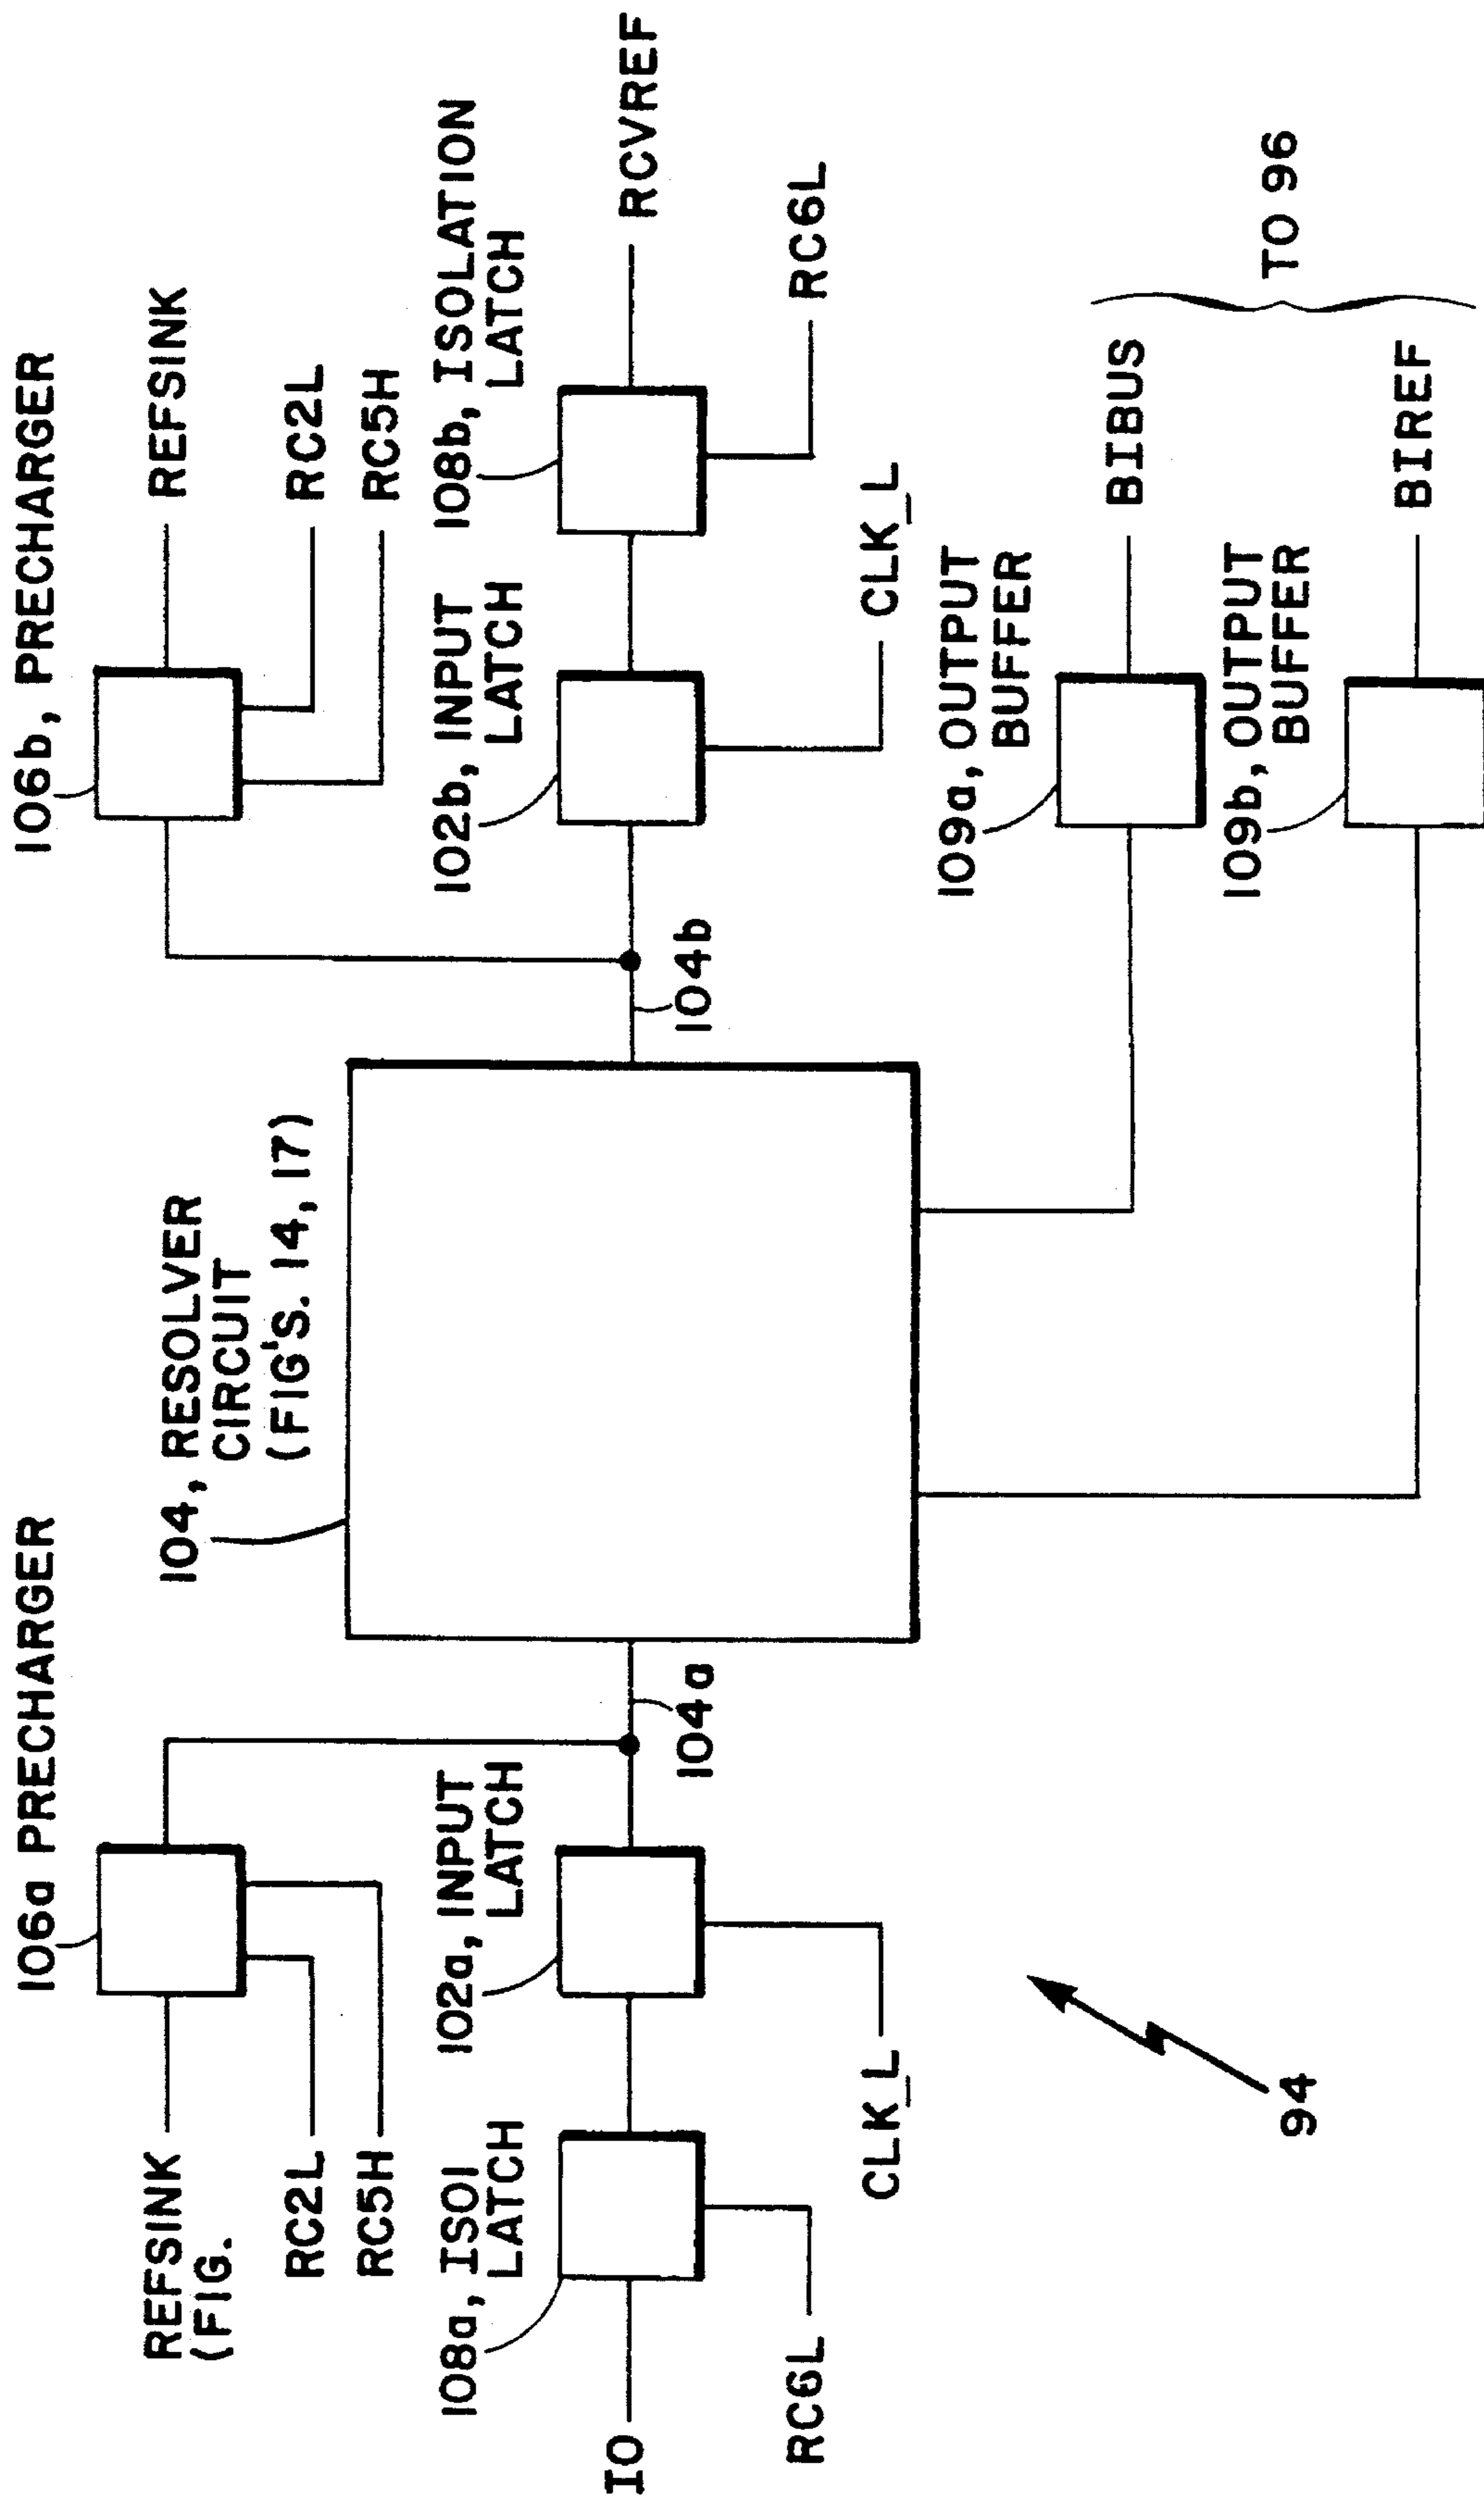 106a PRECHARGER
106b, PRECHARGER
REFSINK
(FIG.
RC2L
RC5H
104, RESOLVER
CIRCUIT
(FIG'S. 14, 17)
REFSINK
RC2L
RC5H
108a, ISOI
LATCH
102a, INPUT
LATCH
102b, INPUT
LATCH
108b, ISOLATION
LATCH
IO
RCVREF
104a
104b
RC6L
RC6L
CLK_L
CLK_L
109a, OUTPUT
BUFFER
BIBUS
109b, OUTPUT
BUFFER
TO 96
94
BIREF